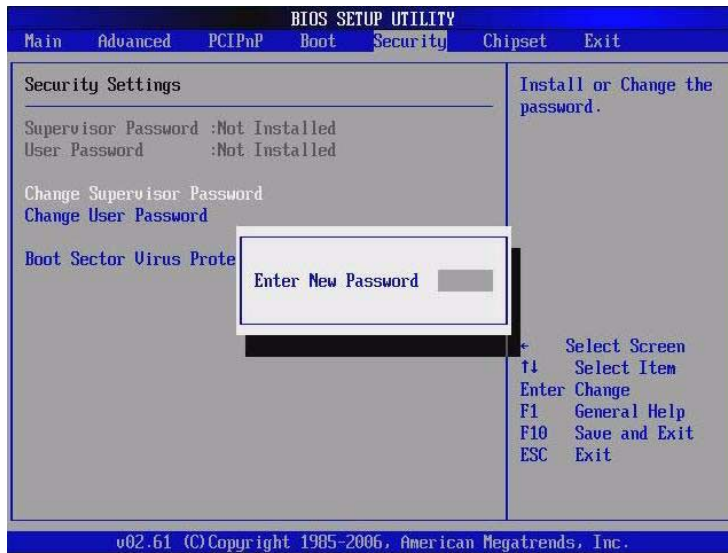 BIOS SETUP UTILITY
Main Advanced PCIPnP Boot Security Chipset Exit
Security Settings
Supervisor Password :Not Installed
User Password :Not Installed
Change Supervisor Password
Change User Password
Boot Sector Virus Prote
Enter New Password
Install or Change the
password.
← Select Screen
↑↓ Select Item
Enter Change
F1 General Help
F10 Save and Exit
ESC Exit
v02.61 (C)Copyright 1985-2006, American Megatrends, Inc.